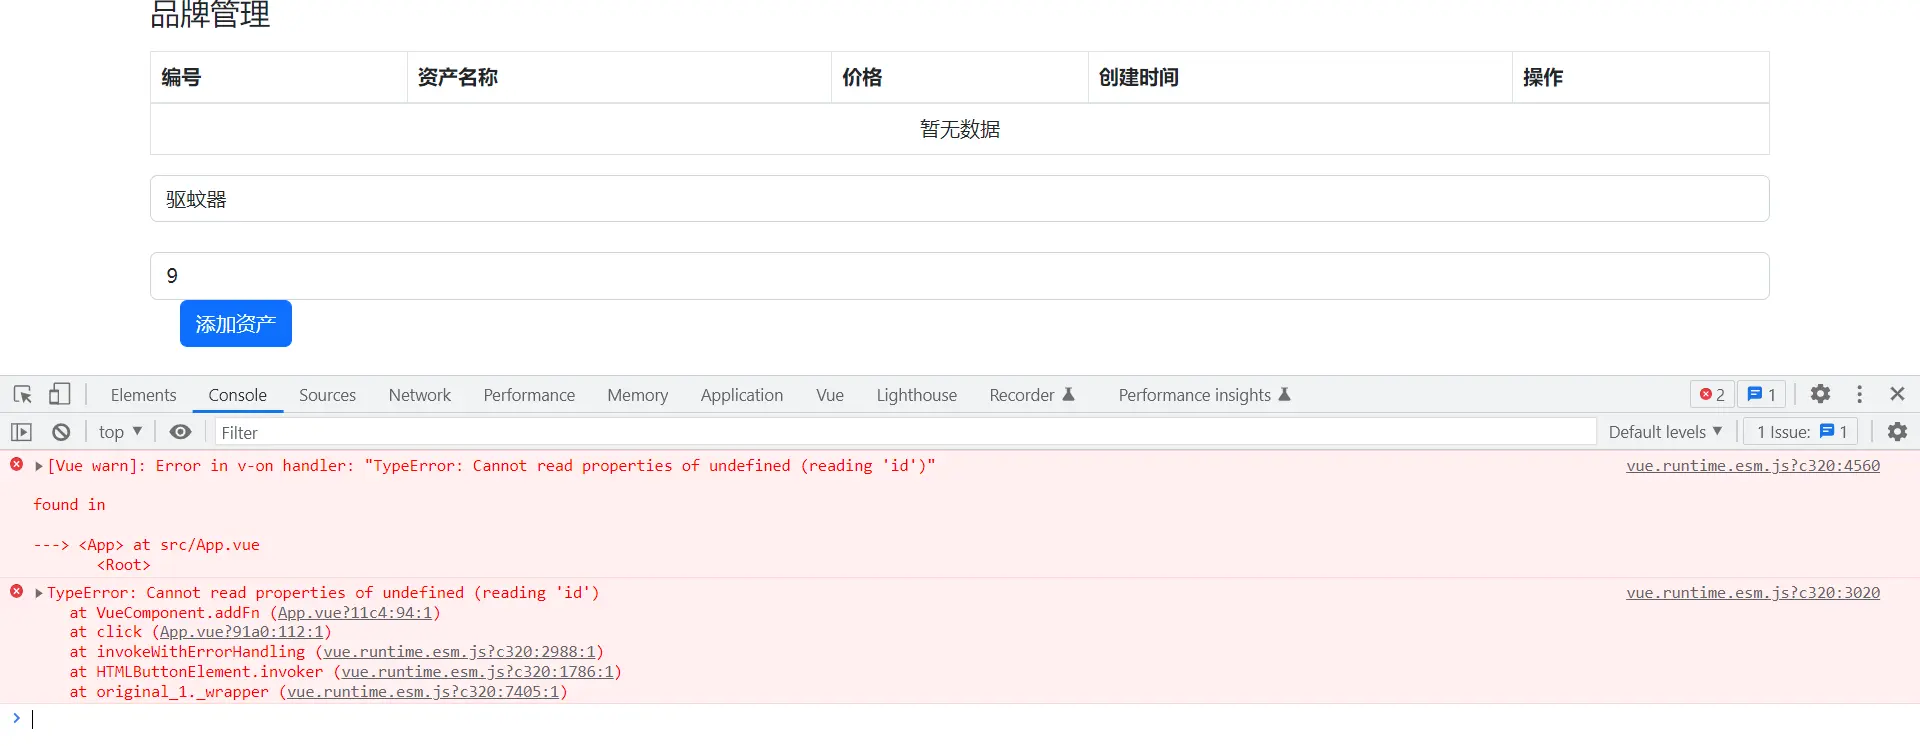 品牌管理
编号 资产名称 价格 创建时间 操作
暂无数据
驱蚊器
9
添加资产
Elements Console Sources Network Performance Memory Application Vue Lighthouse Recorder Performance insights 2 1
top Filter Default levels 1 Issue: 1
[Vue warn]: Error in v-on handler: "TypeError: Cannot read properties of undefined (reading 'id')" vue.runtime.esm.js?c320:4560
found in
---> <App> at src/App.vue
<Root>
TypeError: Cannot read properties of undefined (reading 'id') vue.runtime.esm.js?c320:3020
at VueComponent.addFn (App.vue?11c4:94:1)
at click (App.vue?91a0:112:1)
at invokeWithErrorHandling (vue.runtime.esm.js?c320:2988:1)
at HTMLButtonElement.invoker (vue.runtime.esm.js?c320:1786:1)
at original_1._wrapper (vue.runtime.esm.js?c320:7405:1)